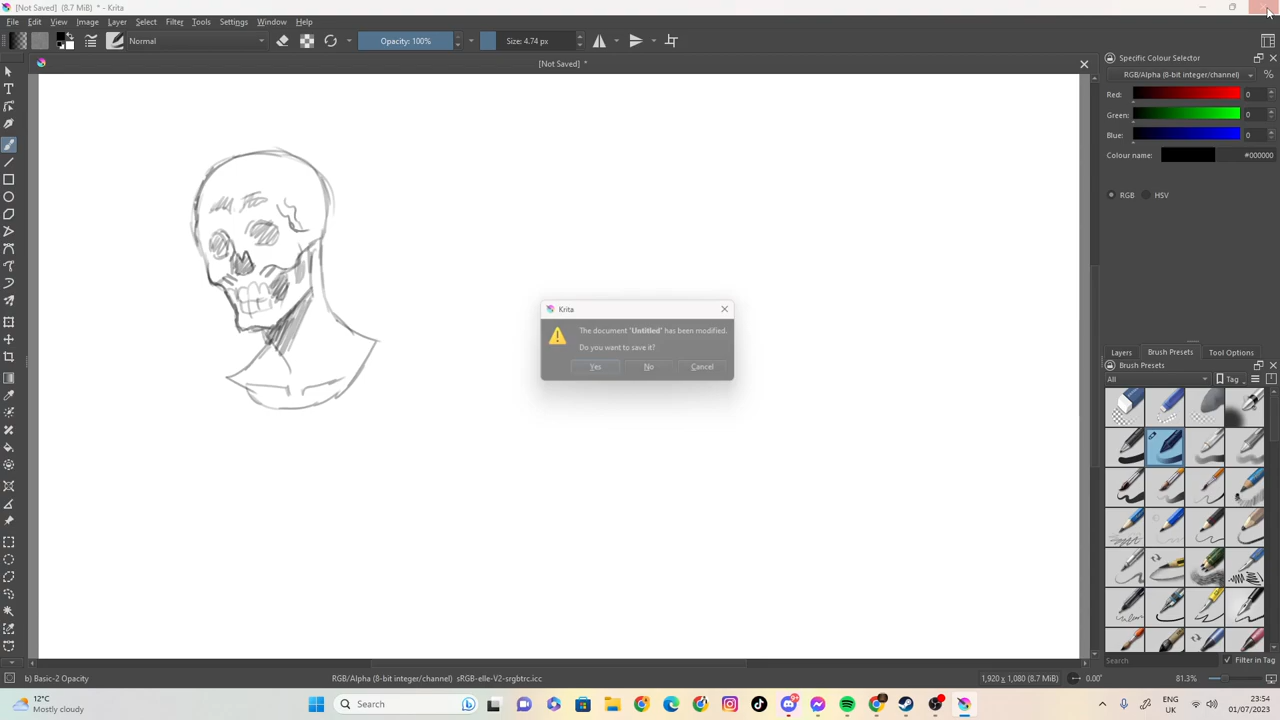 [Not Saved] (8.7 MiB) * - Krita
File Edit View Image Layer Select Filter Tools Settings Window Help
Normal
Opacity: 100%
Size: 4.74 px
[Not Saved] *
Specific Colour Selector
RGB/Alpha (8-bit integer/channel)
%
Red: 0
Green: 0
Blue: 0
Colour name: #000000
RGB HSV
Krita
The document 'Untitled' has been modified.
Do you want to save it?
Yes No Cancel
Layers Brush Presets Tool Options
Brush Presets
All Tag
Search Filter in Tag
b) Basic-2 Opacity
RGB/Alpha (8-bit integer/channel) sRGB-elle-V2-srgbtrc.icc
1,920 x 1,080 (8.7 MiB)
0.00°
81.3%
12°C
Mostly cloudy
Search
9+
ENG
UK
23:54
01/07/2023